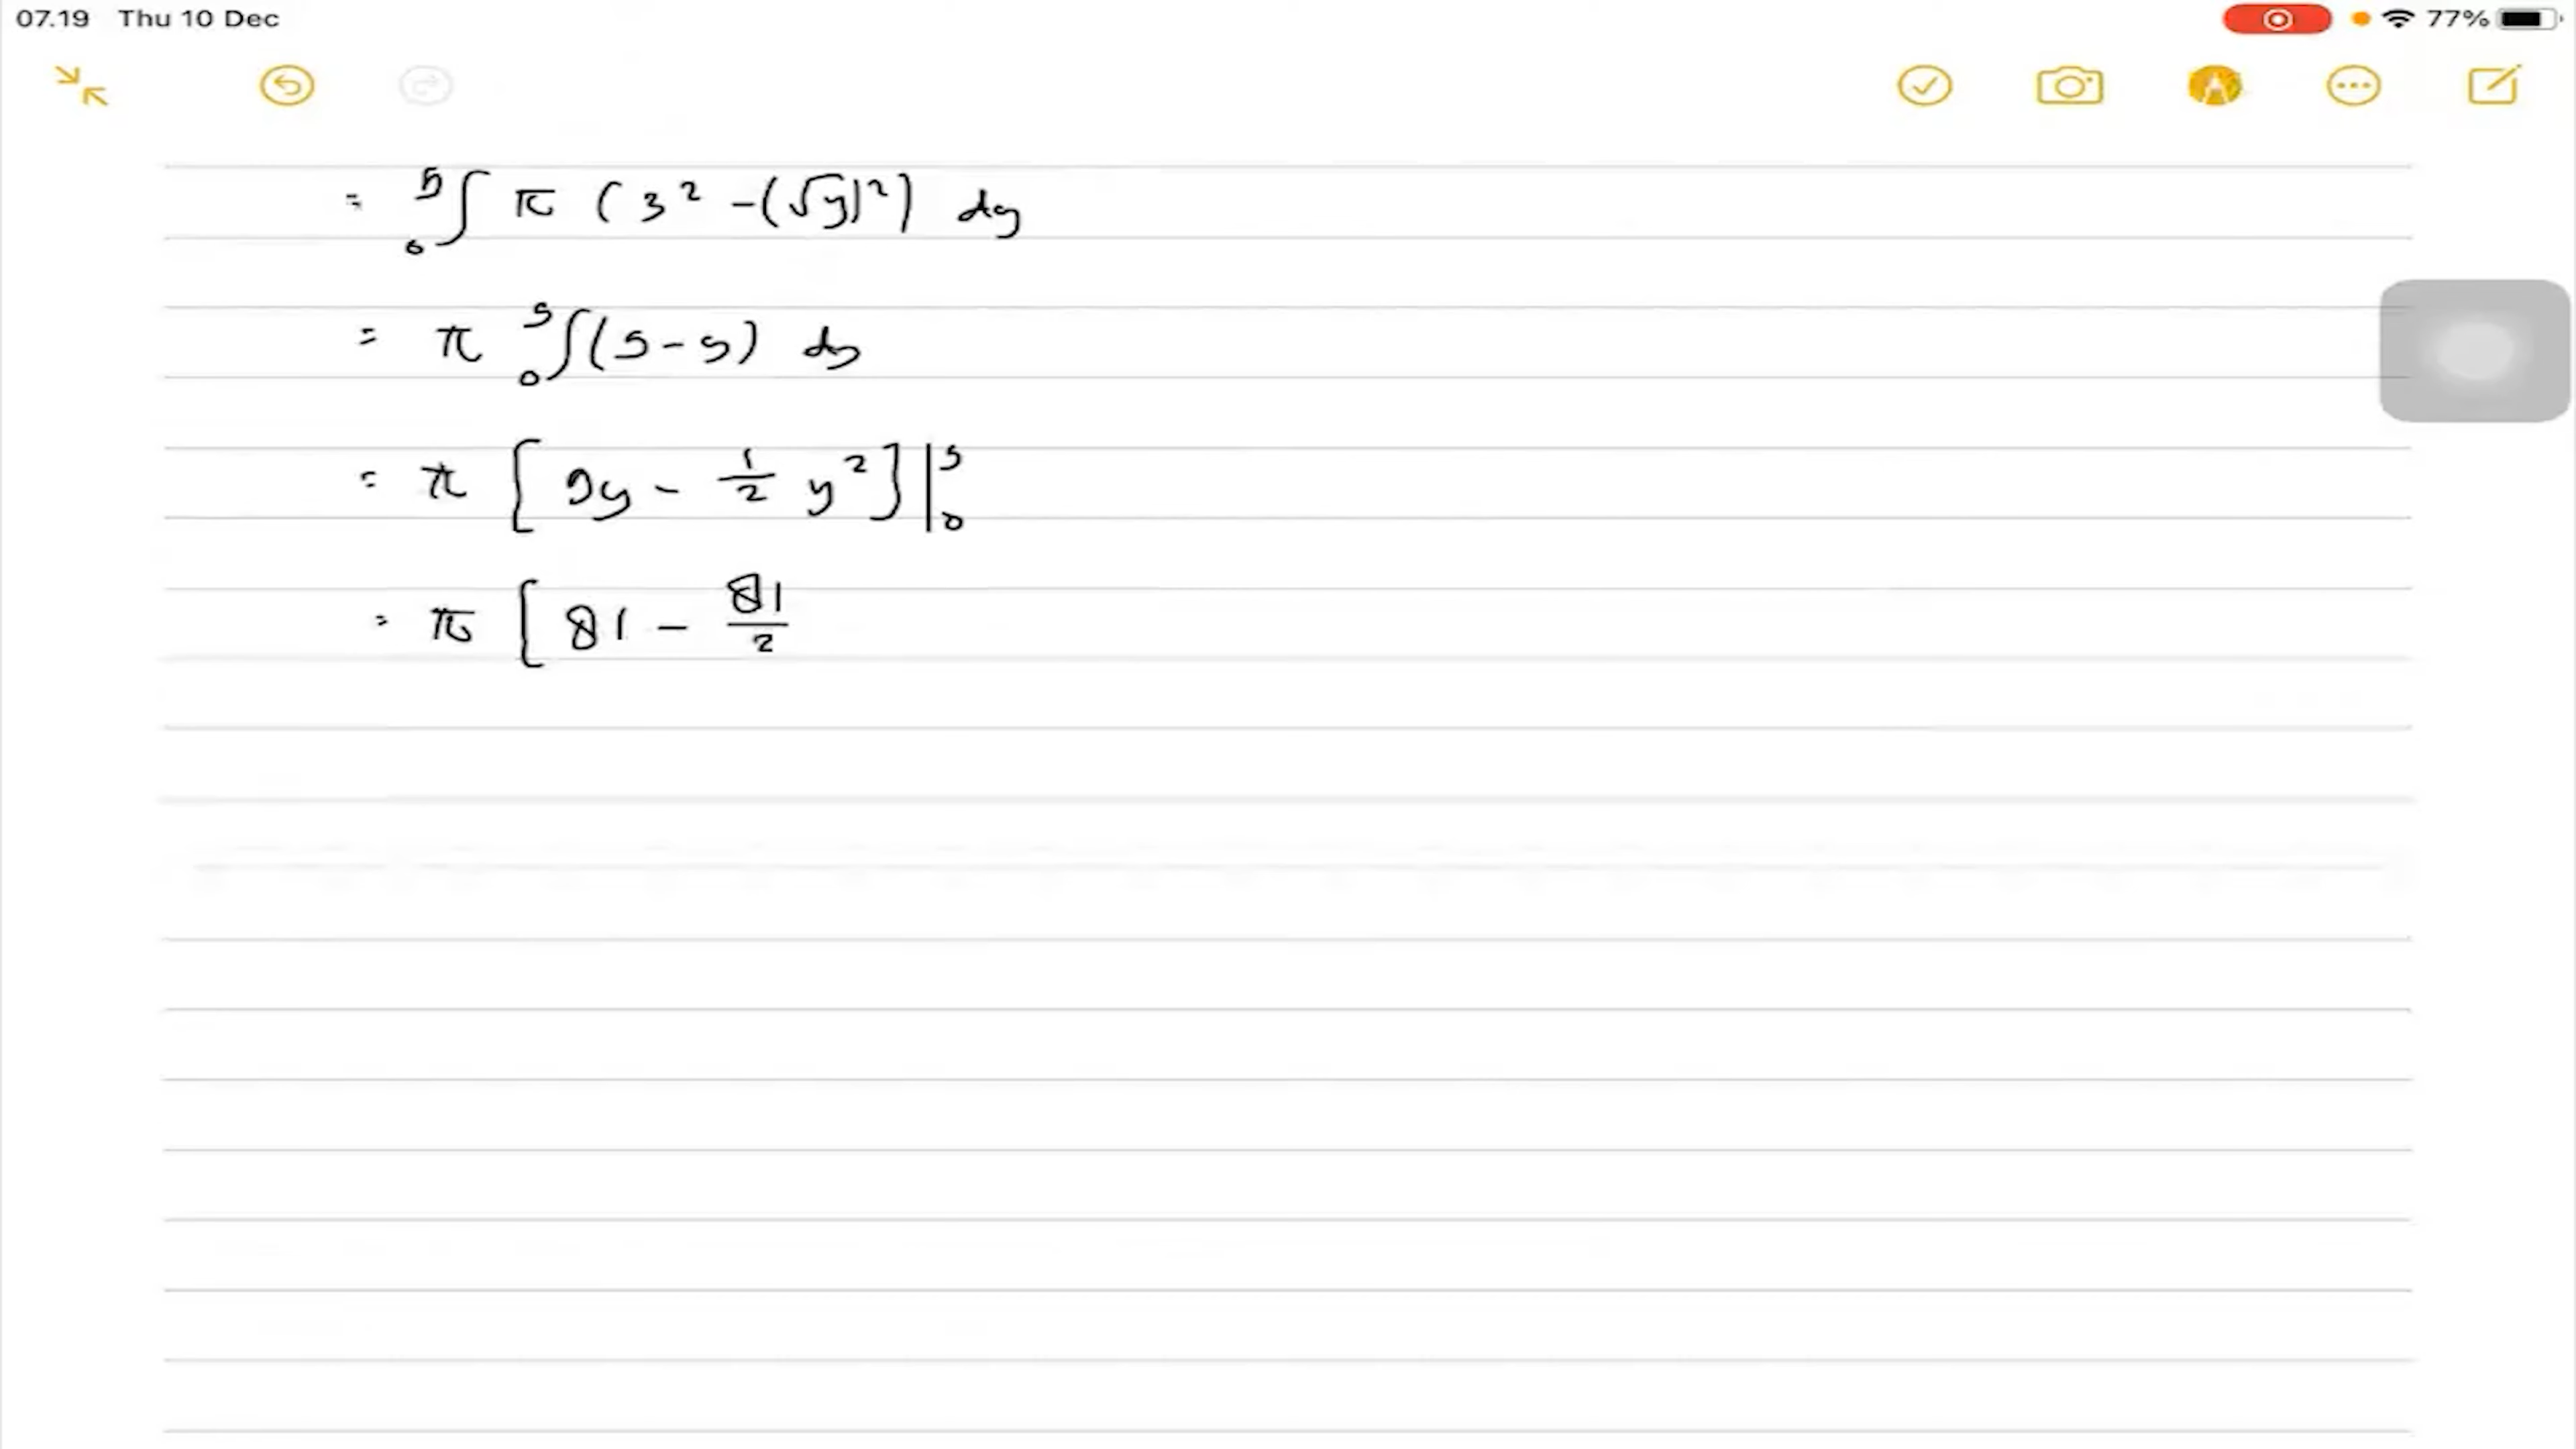 07.19 Thu 10 Dec 77%
= ₀⁹∫ π (3² - (√y)²) dy
= π ₀⁹∫(9 - y) dy
= π [9y - 1/2 y²]|₀⁹
= π [81 - 81/2